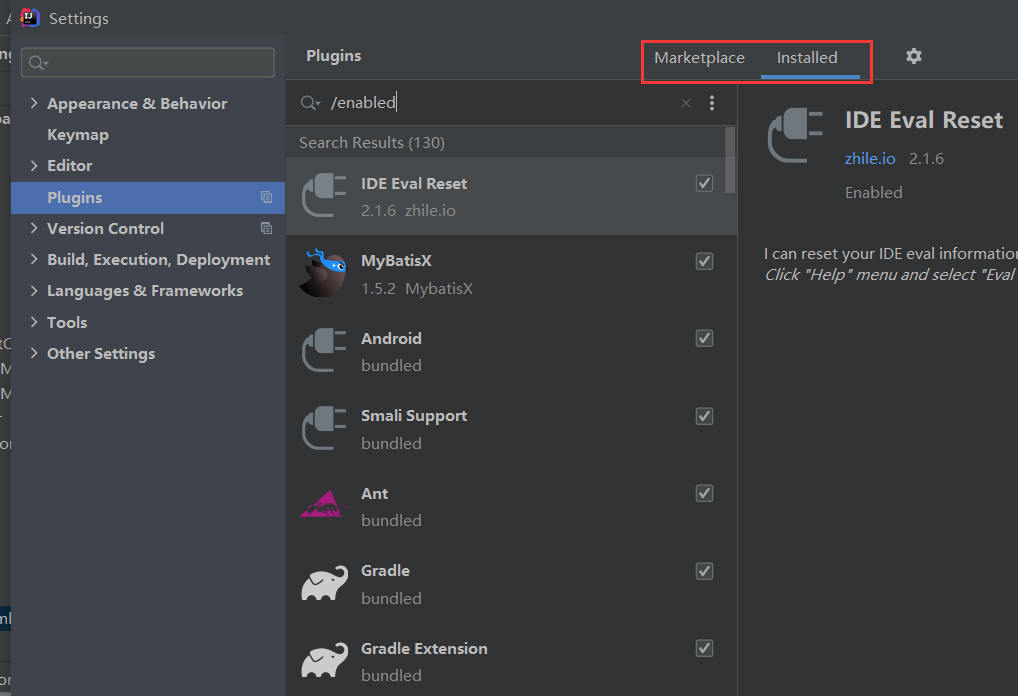 Settings
Plugins
Marketplace
Installed
Appearance & Behavior
Keymap
Editor
Plugins
Version Control
Build, Execution, Deployment
Languages & Frameworks
Tools
Other Settings
/enabled
Search Results (130)
IDE Eval Reset
2.1.6 zhile.io
MyBatisX
1.5.2 MybatisX
Android
bundled
Smali Support
bundled
Ant
bundled
Gradle
bundled
Gradle Extension
bundled
IDE Eval Reset
zhile.io 2.1.6
Enabled
I can reset your IDE eval information
Click "Help" menu and select "Eval